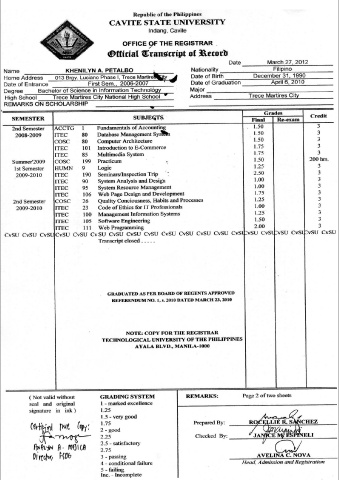 Republic of the Philippines
CAVITE STATE UNIVERSITY
Indang, Cavite
OFFICE OF THE REGISTRAR
Official Transcript of Record
Date March 27, 2012
Name KHENILYN A. PETALBO Nationality Filipino
Home Address 013 Brgy. Luciano Phase I, Trece Martires City Date of Birth December 31, 1990
Date of Entrance First Sem., 2006-2007 Date of Graduation April 6, 2010
Degree Bachelor of Science in Information Technology Major
High School Trece Martires City National High School Address Trece Martires City
REMARKS ON SCHOLARSHIP
SEMESTER SUBJECTS Grades Credit
Final Re-exam
2nd Semester ACCTG 1 Fundamentals of Accounting 1.50 3
2008-2009 ITEC 80 Database Management System 1.50 3
COSC 80 Computer Architecture 1.50 3
ITEC 101 Introduction to E-Commerce 1.75 3
ITEC 85 Multimedia System 1.75 3
Summer'2009 COSC 199 Practicum 1.50 200 hrs.
1st Semester HUMN 9 Logic 1.25 3
2009-2010 ITEC 190 Seminars/Inspection Trip 2.50 3
ITEC 90 System Analysis and Design 1.00 3
ITEC 95 System Resource Management 1.00 3
ITEC 106 Web Page Design and Development 1.75 3
2nd Semester COSC 26 Quality Consciousness, Habits and Processes 1.25 3
2009-2010 ITEC 25 Code of Ethics for IT Professionals 1.00 3
ITEC 100 Management Information Systems 1.25 3
ITEC 105 Software Engineering 1.50 3
ITEC 111 Web Programming 2.00 3
CvSU CvSU CvSU CvSU CvSU CvSU CvSU CvSU CvSU CvSU CvSU CvSU CvSU CvSU CvSU CvSU
Transcript closed
GRADUATED AS PER BOARD OF REGENTS APPROVED
REFERENDUM NO. 1, s. 2010 DATED MARCH 23, 2010
NOTE: COPY FOR THE REGISTRAR
TECHNOLOGICAL UNIVERSITY OF THE PHILIPPINES
AYALA BLVD., MANILA-1000
( Not valid without
seal and original
signature in ink )
Certified true copy:
Director
GRADING SYSTEM
1 - marked excellence
1.25
1.5 - very good
1.75
2 - good
2.25
2.5 - satisfactory
2.75
3 - passing
4 - conditional failure
5 - failing
Inc. - Incomplete
REMARKS: Page 2 of two sheets
Prepared By: ROCELLIE R. SANCHEZ
Checked By: JANICE M. ESPINELI
AVELINA C. NOVA
Head, Admission and Registration